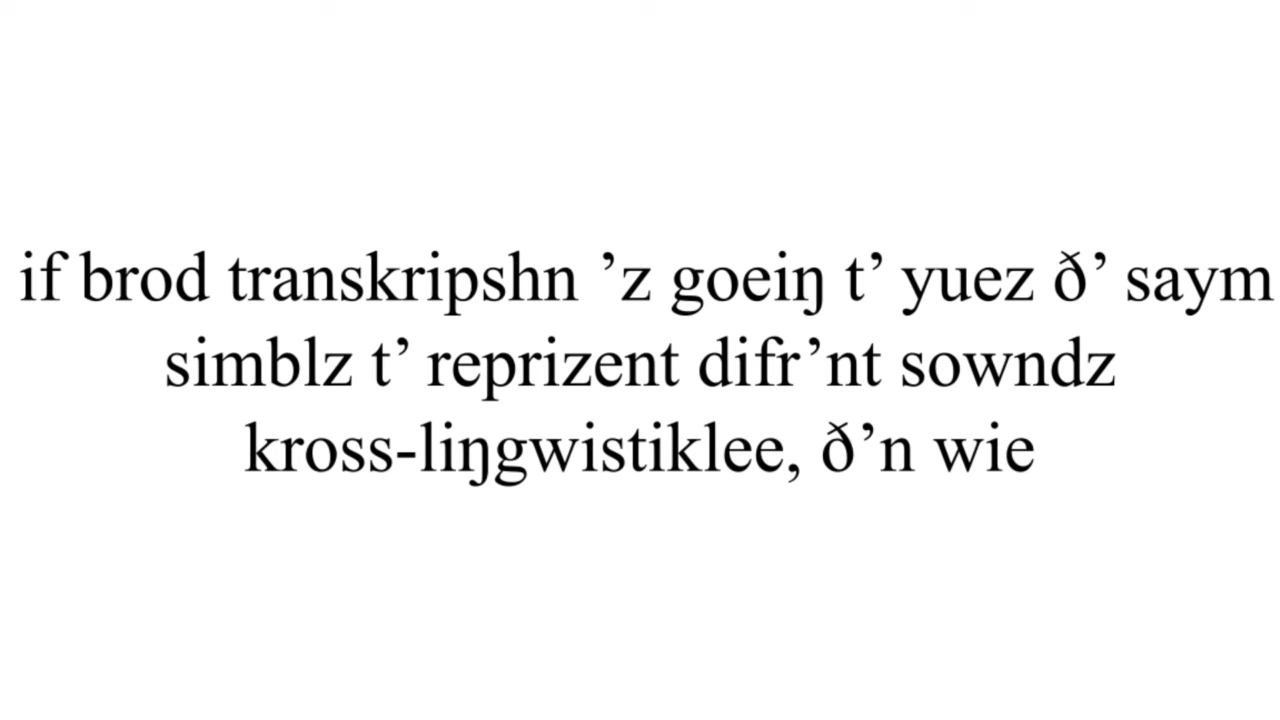 if brod transkripshn ’z goeiŋ t’ yuez ð’ saym
simblz t’ reprizent difr’nt sowndz
kross-liŋgwistiklee, ð’n wie